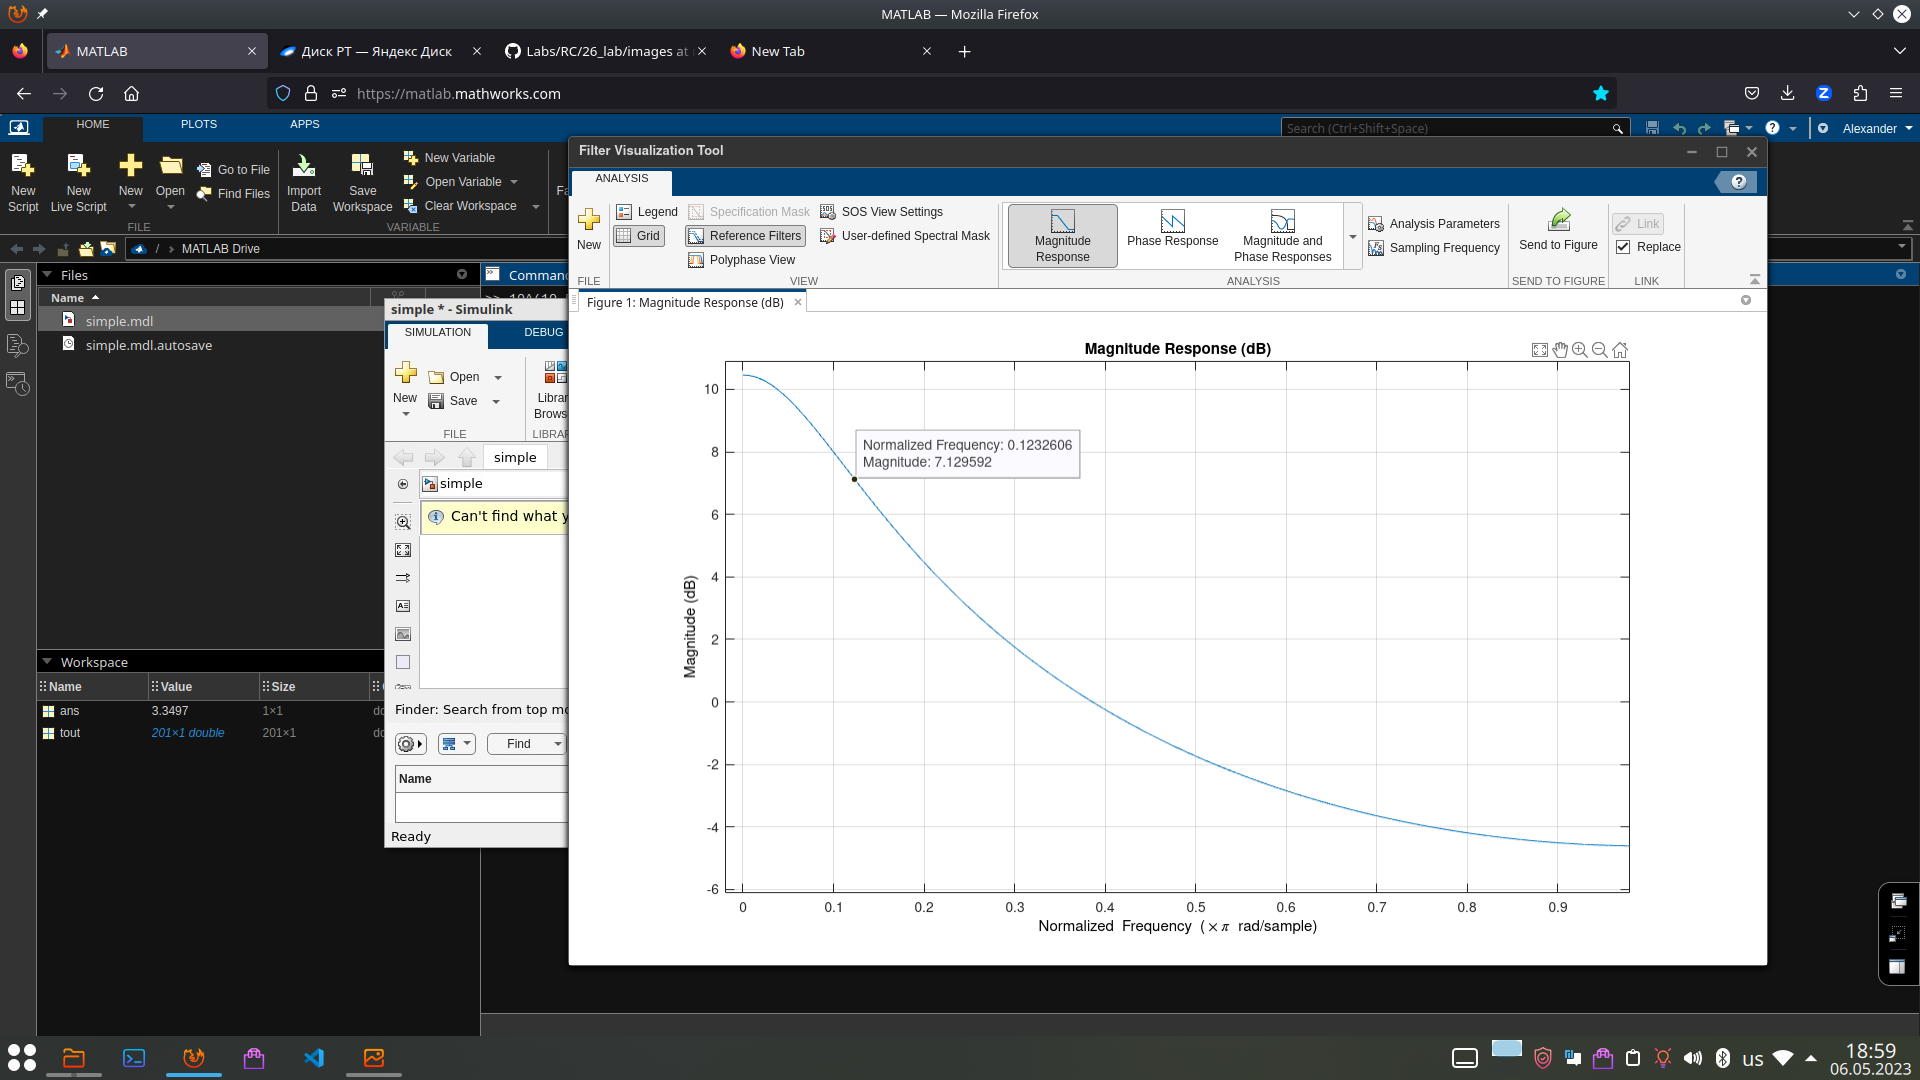 MATLAB — Mozilla Firefox
MATLAB
Диск РТ — Яндекс Диск
Labs/RC/26_lab/images at
New Tab
https://matlab.mathworks.com
HOME
PLOTS
APPS
Search (Ctrl+Shift+Space)
Alexander
New Script
New Live Script
New
Open
Go to File
Find Files
FILE
Import Data
Save Workspace
New Variable
Open Variable
Clear Workspace
VARIABLE
Fa
/ › MATLAB Drive
Files
Name
simple.mdl
simple.mdl.autosave
Workspace
Name
Value
Size
ans
3.3497
1×1
tout
201×1 double
201×1
Comman
simple * - Simulink
SIMULATION
DEBUG
New
Open
Save
FILE
Librar
Brows
LIBRAR
simple
simple
Can't find what y
Finder: Search from top mo
Find
Name
Ready
Filter Visualization Tool
ANALYSIS
New
FILE
Legend
Grid
Specification Mask
Reference Filters
Polyphase View
SOS View Settings
User-defined Spectral Mask
VIEW
Magnitude Response
Phase Response
Magnitude and Phase Responses
Analysis Parameters
Sampling Frequency
ANALYSIS
Send to Figure
SEND TO FIGURE
Link
Replace
LINK
Figure 1: Magnitude Response (dB)
Magnitude Response (dB)
Normalized Frequency: 0.1232606
Magnitude: 7.129592
Magnitude (dB)
10
8
6
4
2
0
-2
-4
-6
0 0.1 0.2 0.3 0.4 0.5 0.6 0.7 0.8 0.9
Normalized Frequency (×π rad/sample)
us
18:59
06.05.2023